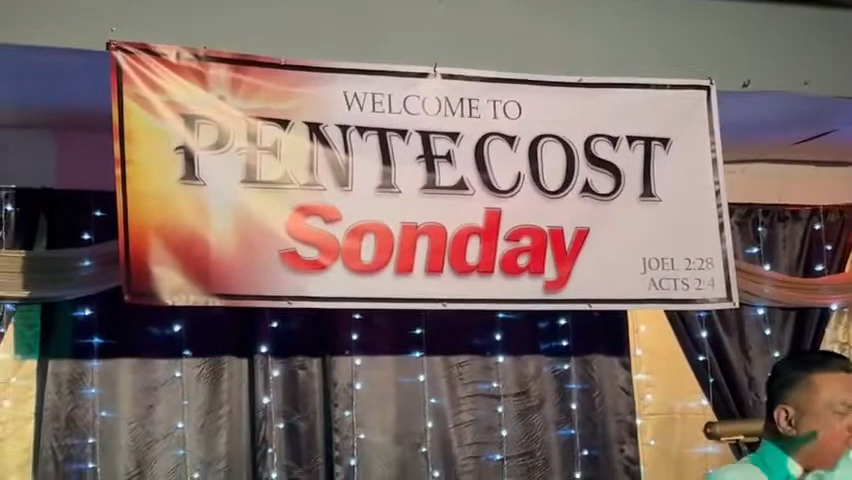 WELCOME TO
PENTECOST
Sonday
JOEL 2:28
ACTS 2:4